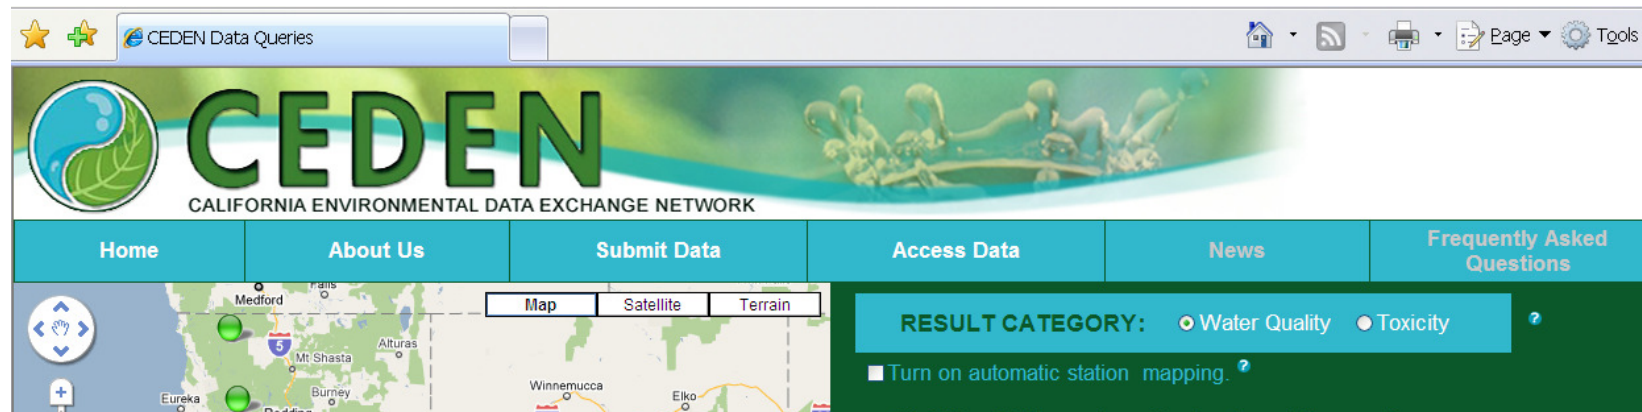 CEDEN Data Queries
Page
Tools
CEDEN
CALIFORNIA ENVIRONMENTAL DATA EXCHANGE NETWORK
Home
About Us
Submit Data
Access Data
News
Frequently Asked
Questions
Falls
Medford
Map
Satellite
Terrain
5
Alturas
Mt Shasta
Eureka
Burney
Redding
Winnemucca
Elko
RESULT CATEGORY:
Water Quality
Toxicity
?
Turn on automatic station mapping.
?